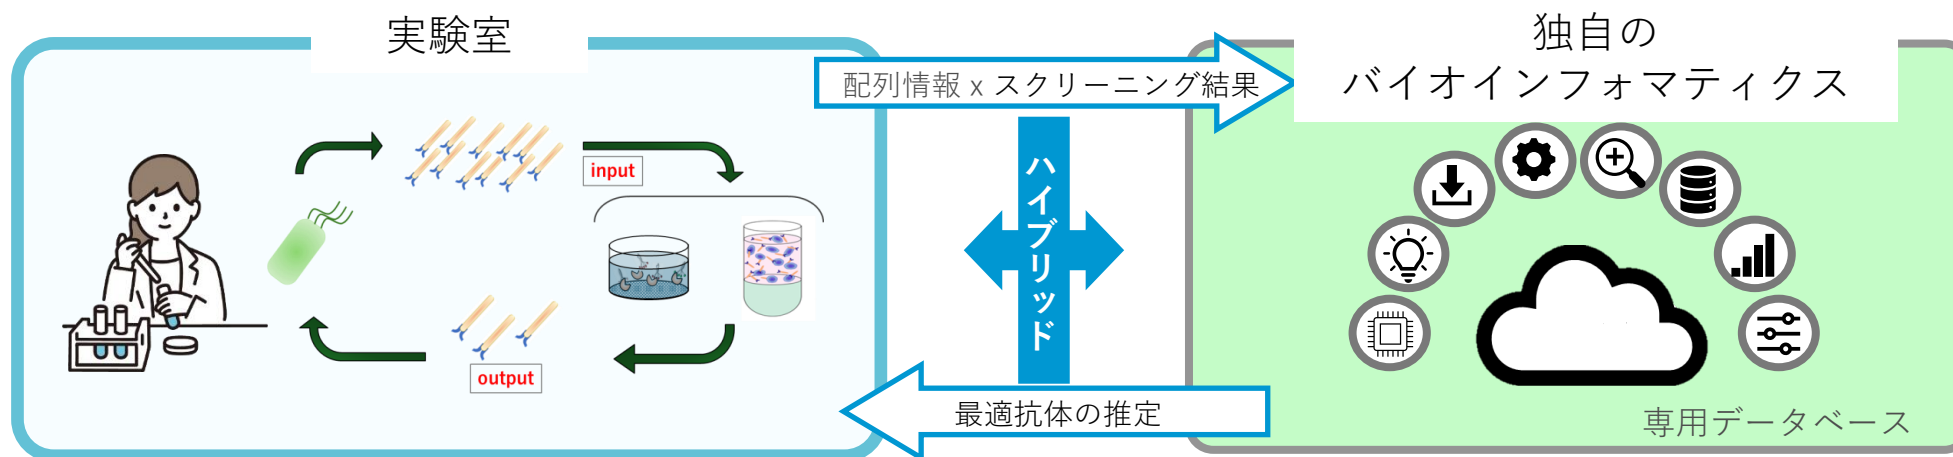 実験室
input
output
配列情報 x スクリーニング結果
ハイブリッド
最適抗体の推定
独自の
バイオインフォマティクス
専用データベース